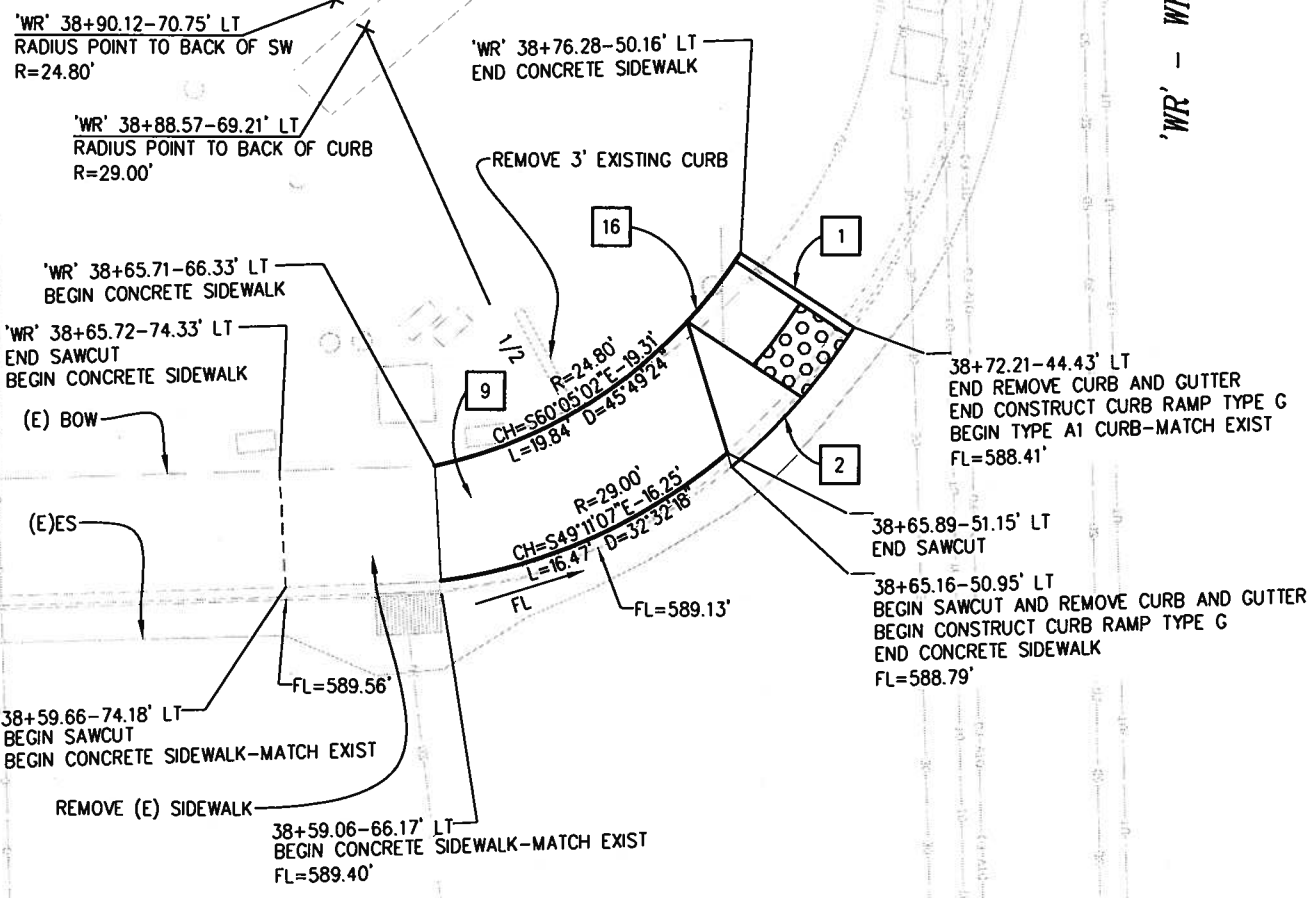 'WR' 38+90.12-70.75' LT
RADIUS POINT TO BACK OF SW
R=24.80'
'WR' 38+88.57-69.21' LT
RADIUS POINT TO BACK OF CURB
R=29.00'
'WR' 38+76.28-50.16' LT
END CONCRETE SIDEWALK
'WR' -
REMOVE 3' EXISTING CURB
16
1
'WR' 38+65.71-66.33' LT
BEGIN CONCRETE SIDEWALK
'WR' 38+65.72-74.33' LT
END SAWCUT
BEGIN CONCRETE SIDEWALK
1/2
9
R=24.80'
CH=S60°05'02"E-19.31'
L=19.84' D=45°49'24"
(E) BOW
38+72.21-44.43' LT
END REMOVE CURB AND GUTTER
END CONSTRUCT CURB RAMP TYPE G
BEGIN TYPE A1 CURB-MATCH EXIST
FL=588.41'
2
R=29.00'
CH=S49°11'07"E-16.25'
L=16.47' D=32°32'18"
(E)ES
38+65.89-51.15' LT
END SAWCUT
38+65.16-50.95' LT
BEGIN SAWCUT AND REMOVE CURB AND GUTTER
BEGIN CONSTRUCT CURB RAMP TYPE G
END CONCRETE SIDEWALK
FL=588.79'
FL
FL=589.13'
FL=589.56'
38+59.66-74.18' LT
BEGIN SAWCUT
BEGIN CONCRETE SIDEWALK-MATCH EXIST
REMOVE (E) SIDEWALK
38+59.06-66.17' LT
BEGIN CONCRETE SIDEWALK-MATCH EXIST
FL=589.40'